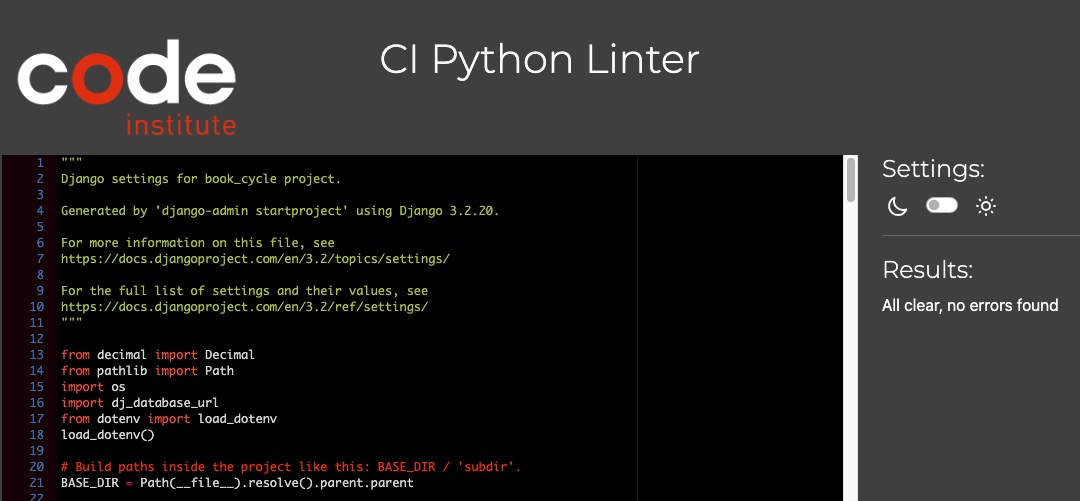 code
institute
CI Python Linter
1 """
2 Django settings for book_cycle project.
3
4 Generated by 'django-admin startproject' using Django 3.2.20.
5
6 For more information on this file, see
7 https://docs.djangoproject.com/en/3.2/topics/settings/
8
9 For the full list of settings and their values, see
10 https://docs.djangoproject.com/en/3.2/ref/settings/
11 """
12
13 from decimal import Decimal
14 from pathlib import Path
15 import os
16 import dj_database_url
17 from dotenv import load_dotenv
18 load_dotenv()
19
20 # Build paths inside the project like this: BASE_DIR / 'subdir'.
21 BASE_DIR = Path(__file__).resolve().parent.parent
22
Settings:
Results:
All clear, no errors found